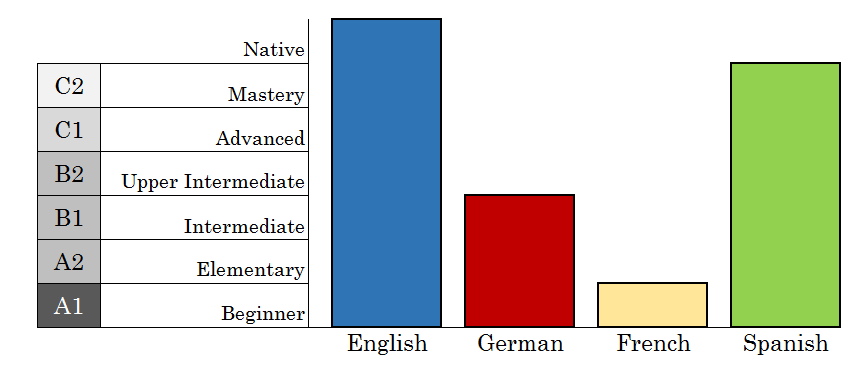 Native
C2 Mastery
C1 Advanced
B2 Upper Intermediate
B1 Intermediate
A2 Elementary
A1 Beginner
English German French Spanish